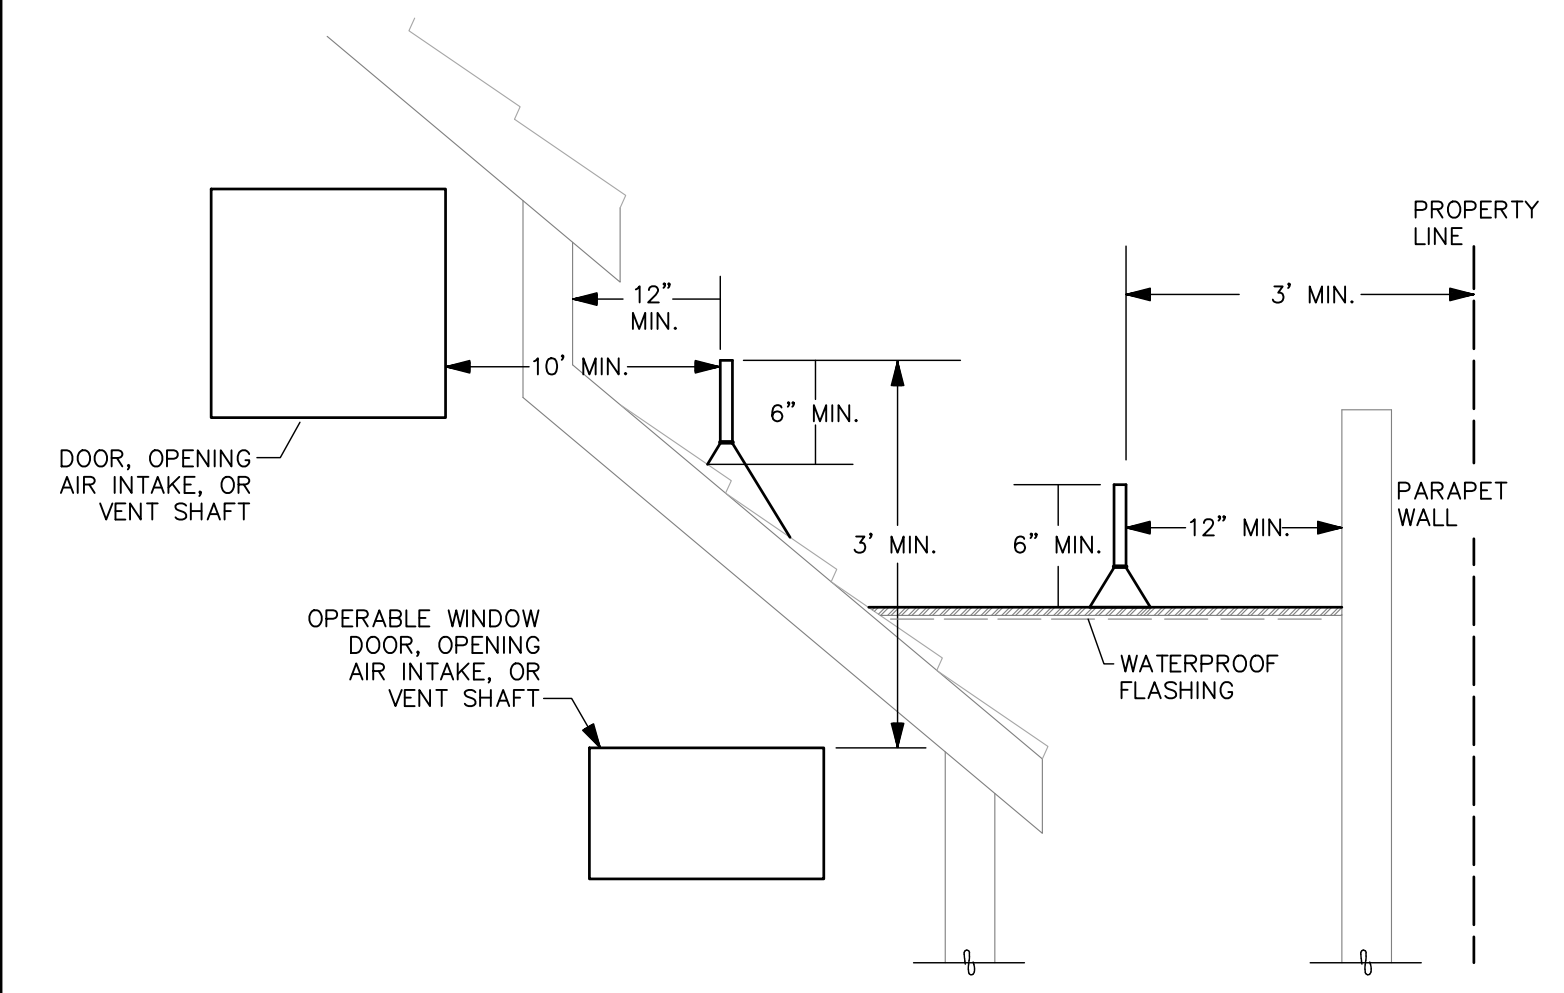 PROPERTY
LINE
12”
MIN.
3’ MIN.
10’ MIN.
6” MIN.
DOOR, OPENING
AIR INTAKE, OR
VENT SHAFT
PARAPET
WALL
12” MIN.
3’ MIN.
6” MIN.
OPERABLE WINDOW
DOOR, OPENING
AIR INTAKE, OR
VENT SHAFT
WATERPROOF
FLASHING